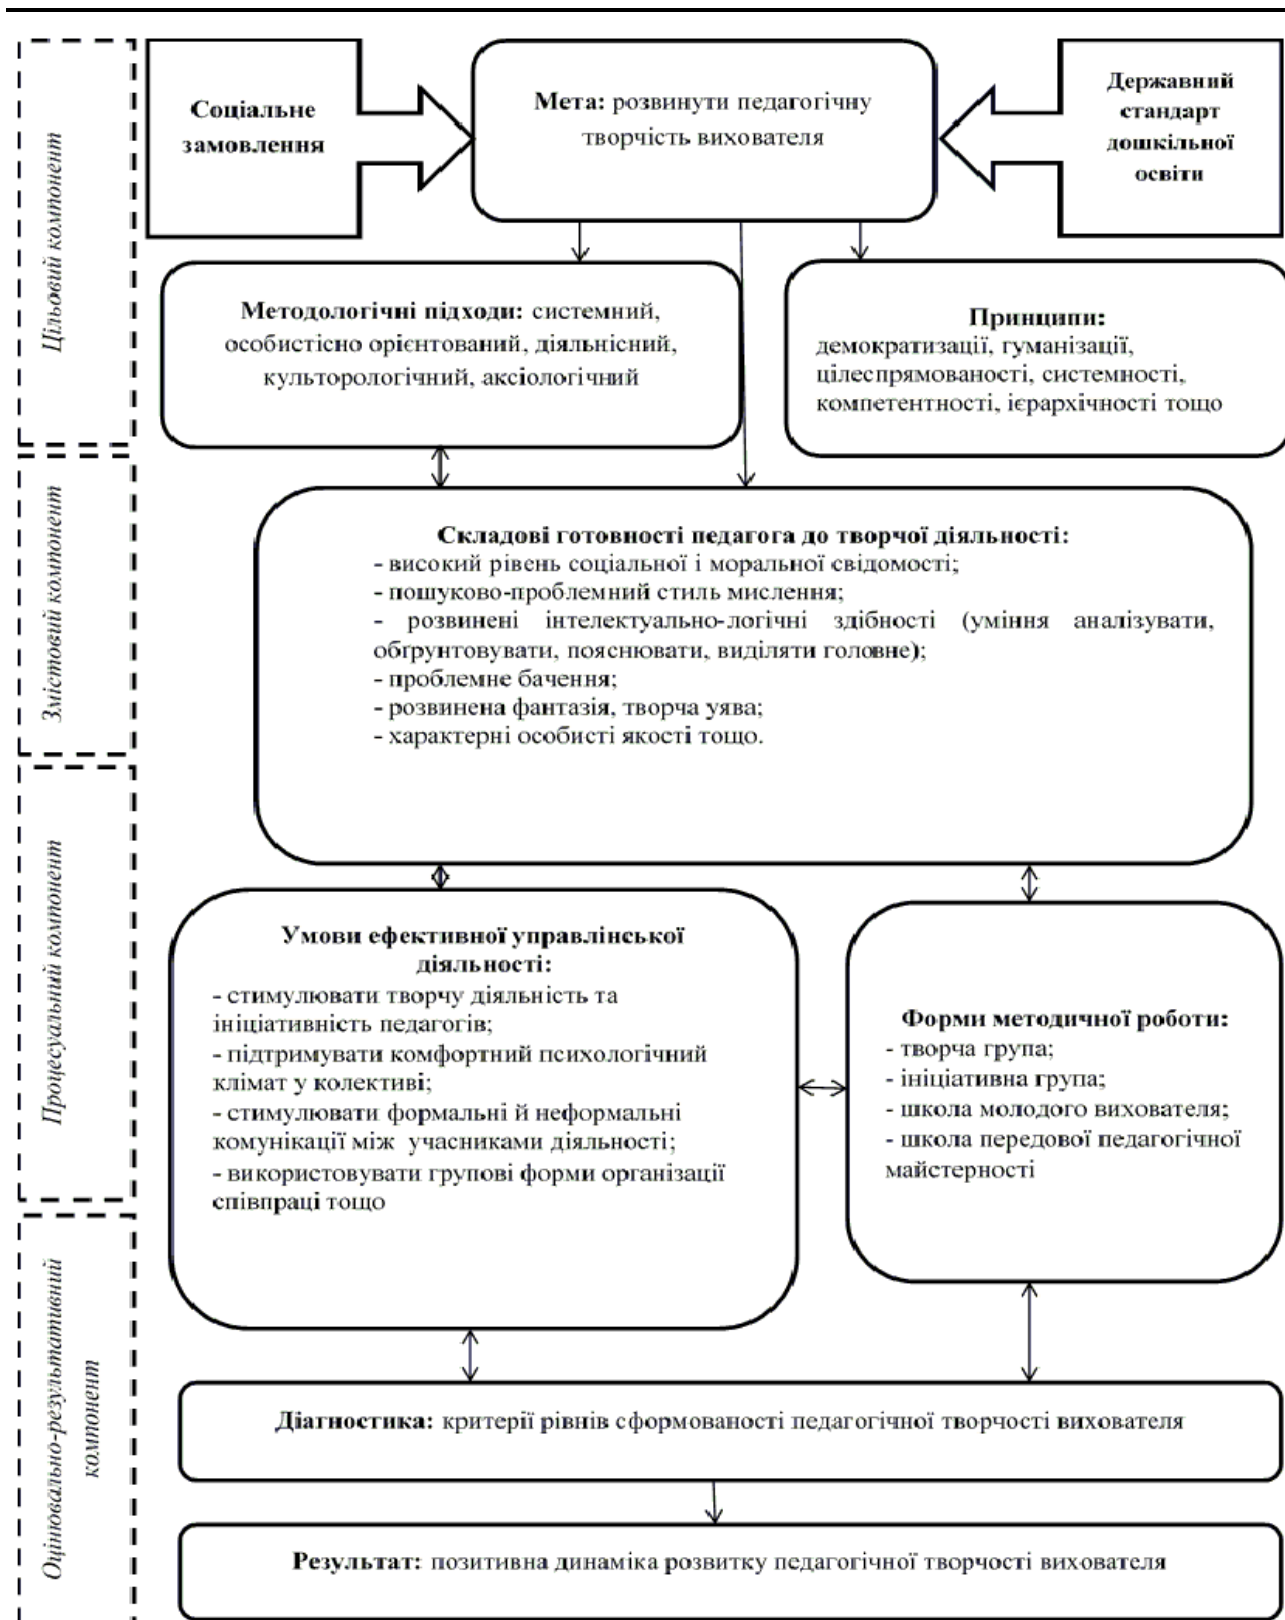 Цільовий компонент
Соціальне
замовлення
Мета: розвинути педагогічну
творчість вихователя
Державний
стандарт
дошкільної
освіти
Методологічні підходи: системний,
особистісно орієнтований, діяльнісний,
культорологічний, аксіологічний
Принципи:
демократизації, гуманізації,
цілеспрямованості, системності,
компетентності, ієрархічності тощо
Змістовий компонент
Складові готовності педагога до творчої діяльності:
- високий рівень соціальної і моральної свідомості;
- пошуково-проблемний стиль мислення;
- розвинені інтелектуально-логічні здібності (уміння аналізувати,
обґрунтовувати, пояснювати, виділяти головне);
- проблемне бачення;
- розвинена фантазія, творча уява;
- характерні особисті якості тощо.
Процесуальний компонент
Умови ефективної управлінської
діяльності:
- стимулювати творчу діяльність та
ініціативність педагогів;
- підтримувати комфортний психологічний
клімат у колективі;
- стимулювати формальні й неформальні
комунікації між учасниками діяльності;
- використовувати групові форми організації
співпраці тощо
Форми методичної роботи:
- творча група;
- ініціативна група;
- школа молодого вихователя;
- школа передової педагогічної
майстерності
Оцінювально-результативний
компонент
Діагностика: критерії рівнів сформованості педагогічної творчості вихователя
Результат: позитивна динаміка розвитку педагогічної творчості вихователя